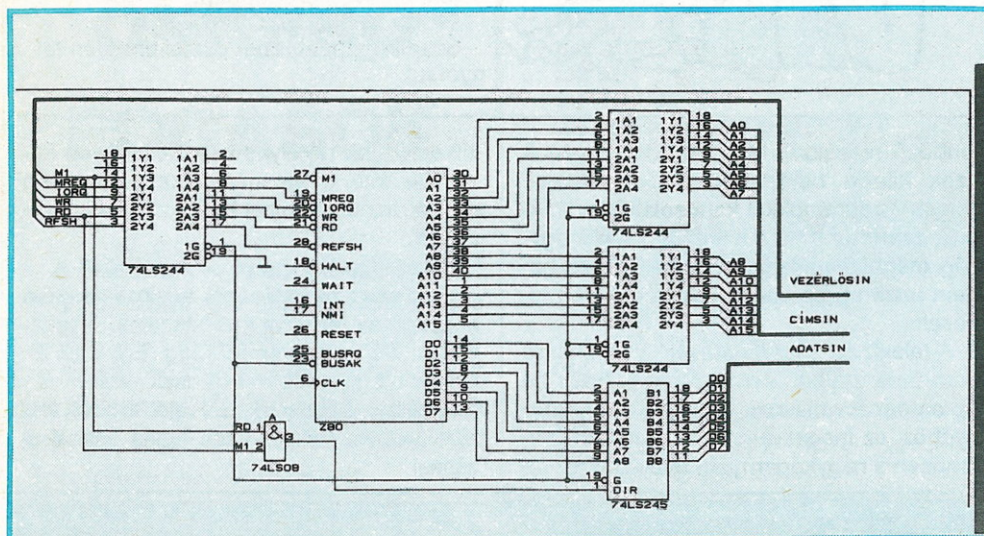 18 1Y1 1A1 2
16 1Y2 1A2 4
M1 14 1Y3 1A3 6
MREQ 12 1Y4 1A4 8
IORQ 9 2Y1 2A1 11
WR 7 2Y2 2A2 13
RD 5 2Y3 2A3 15
RFSH 3 2Y4 2A4 17
1G 1
2G 19
74LS244
27 M1
19 MREQ
20 IORQ
22 WR
21 RD
28 REFSH
18 HALT
24 WAIT
16 INT
17 NMI
26 RESET
25 BUSRQ
23 BUSAK
6 CLK
Z80
A0 30
A1 31
A2 32
A3 33
A4 34
A5 35
A6 36
A7 37
A8 38
A9 39
A10 40
A11 1
A12 2
A13 3
A14 4
A15 5
D0 14
D1 15
D2 12
D3 8
D4 7
D5 9
D6 10
D7 13
RD 1
M1 2
A
&
3
74LS08
2 1A1 1Y1 18 A0
4 1A2 1Y2 16 A1
6 1A3 1Y3 14 A2
8 1A4 1Y4 12 A3
11 2A1 2Y1 9 A4
13 2A2 2Y2 7 A5
15 2A3 2Y3 5 A6
17 2A4 2Y4 3 A7
1 1G
19 2G
74LS244
2 1A1 1Y1 18 A8
4 1A2 1Y2 16 A9
6 1A3 1Y3 14 A10
8 1A4 1Y4 12 A11
11 2A1 2Y1 9 A12
13 2A2 2Y2 7 A13
15 2A3 2Y3 5 A14
17 2A4 2Y4 3 A15
1 1G
19 2G
74LS244
2 A1 B1 18 D0
3 A2 B2 17 D1
4 A3 B3 16 D2
5 A4 B4 15 D3
6 A5 B5 14 D4
7 A6 B6 13 D5
8 A7 B7 12 D6
9 A8 B8 11 D7
19 G
1 DIR
74LS245
VEZERLÖSIN
CÍMSIN
ADATSIN